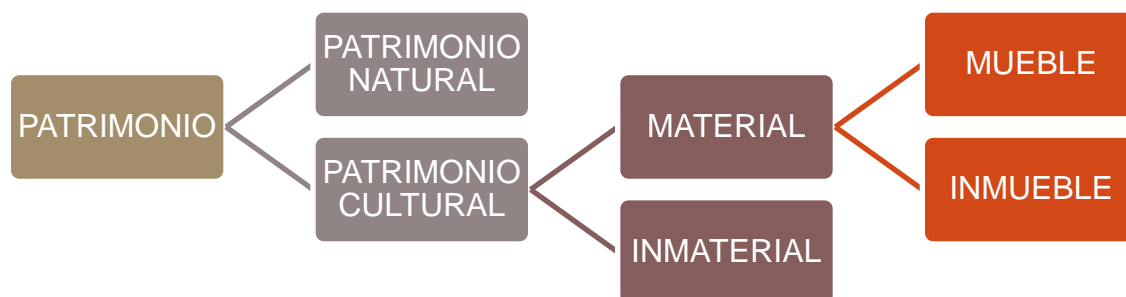 PATRIMONIO
PATRIMONIO
NATURAL
PATRIMONIO
CULTURAL
MATERIAL
INMATERIAL
MUEBLE
INMUEBLE